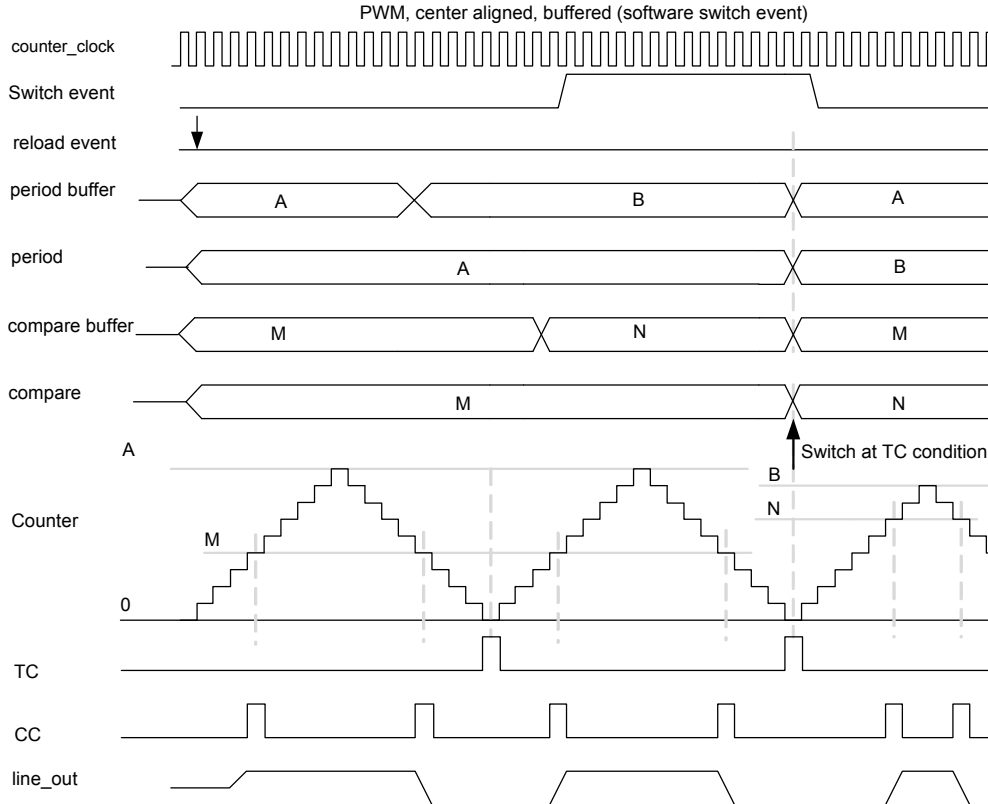 PWM, center aligned, buffered (software switch event)
counter_clock
Switch event
reload event
period buffer
A
B
A
period
A
B
compare buffer
M
N
M
compare
M
N
Switch at TC condition
A
B
N
Counter
M
0
TC
CC
line_out